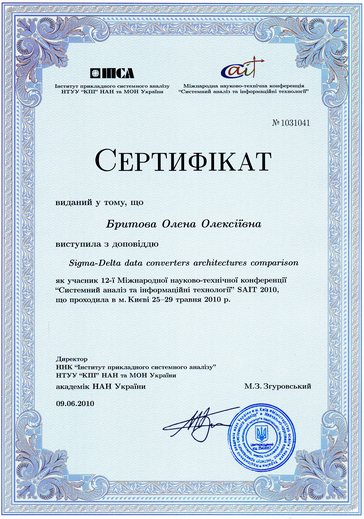 ІПСА
Інститут прикладного системного аналізу
НТУУ "КПІ" НАН та МОН України
саіт
Міжнародна науково-технічна конференція
"Системний аналіз та інформаційні технології"
№ 1031041
СЕРТИФІКАТ
виданий у тому, що
Бритова Олена Олексіївна
виступила з доповіддю
Sigma-Delta data converters architectures comparison
як учасник 12-ї Міжнародної науково-технічної конференції
"Системний аналіз та інформаційні технології" SAIT 2010,
що проходила в м. Києві 25–29 травня 2010 р.
Директор
ННК "Інститут прикладного системного аналізу"
НТУУ "КПІ" НАН та МОН України
академік НАН України
М.З. Згуровський
09.06.2010